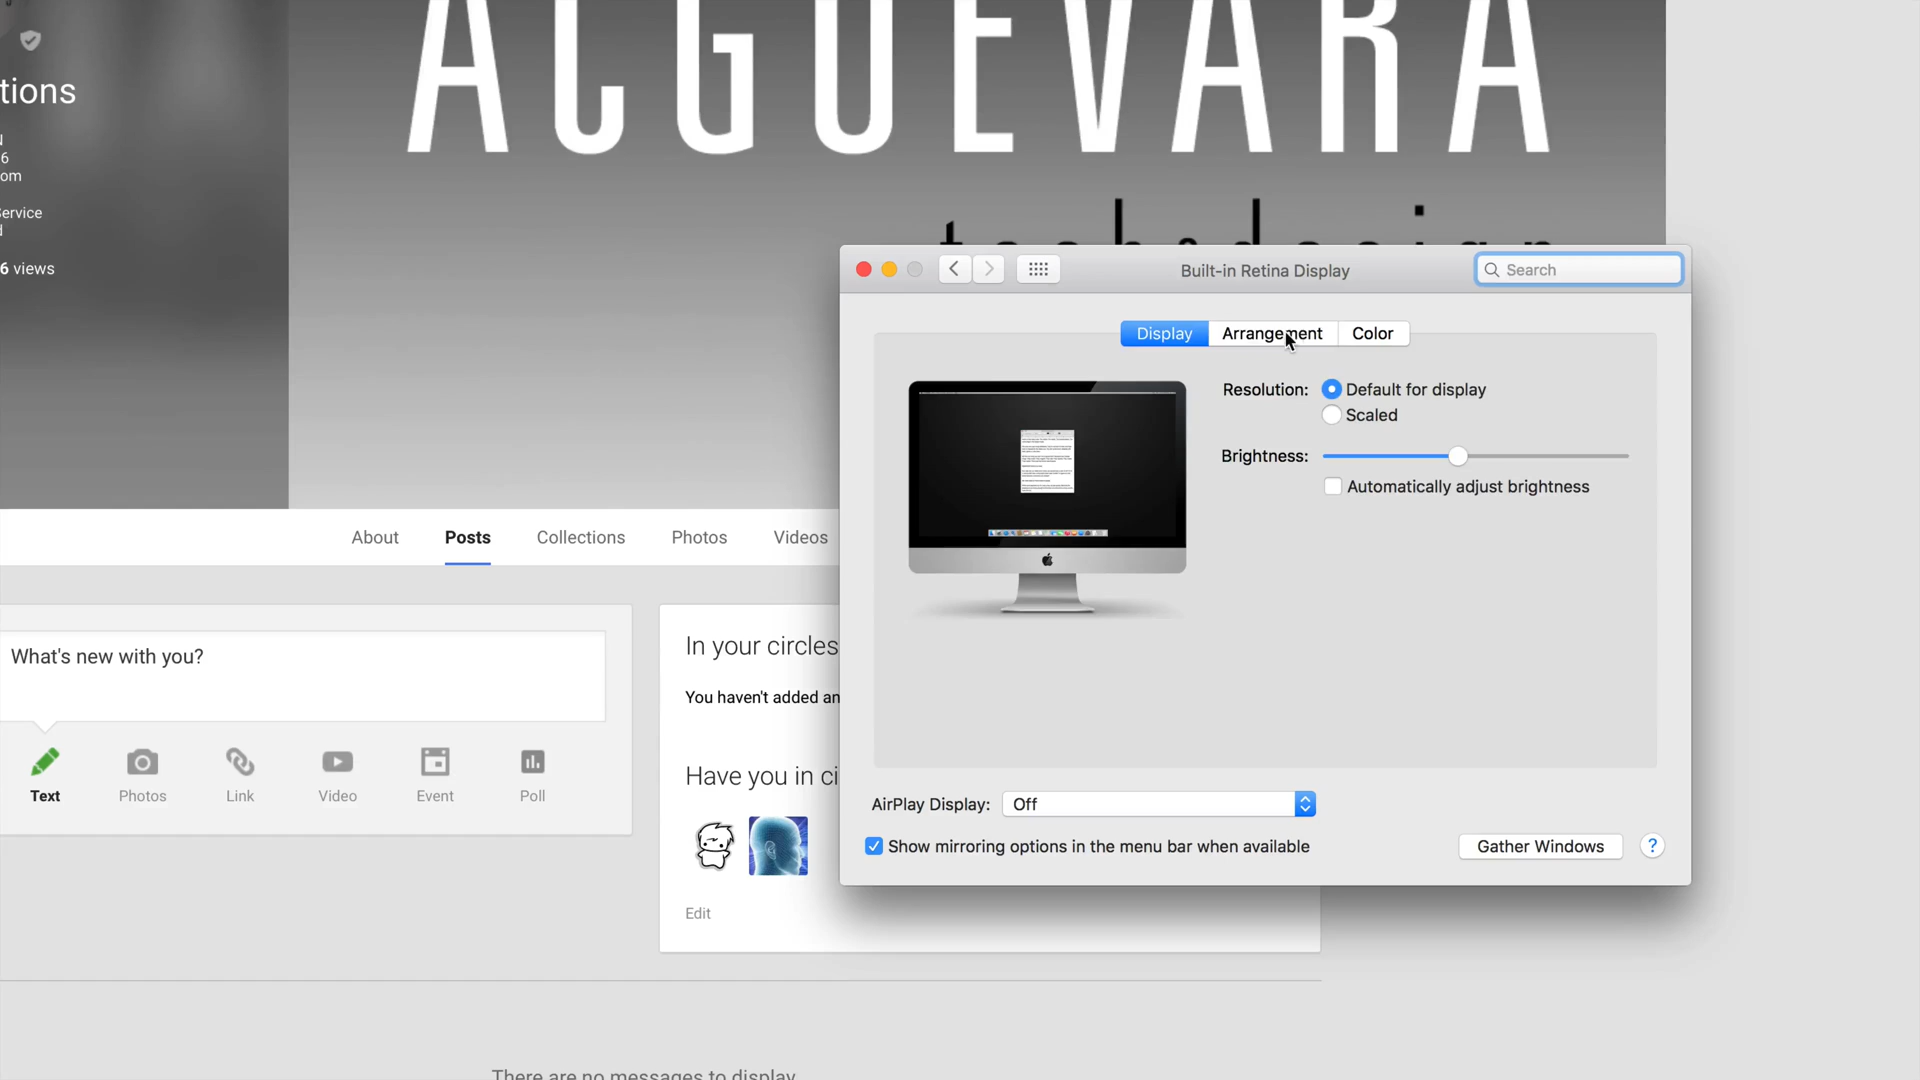 ACGUEVARA
tions
6
om
ervice
6 views
Built-in Retina Display
Search
Display
Arrangement
Color
Resolution:
Default for display
Scaled
Brightness:
Automatically adjust brightness
About
Posts
Collections
Photos
Videos
What's new with you?
Text
Photos
Link
Video
Event
Poll
In your circles
You haven't added an
Have you in ci
Edit
AirPlay Display:
Off
Show mirroring options in the menu bar when available
Gather Windows
?
There are no messages to display